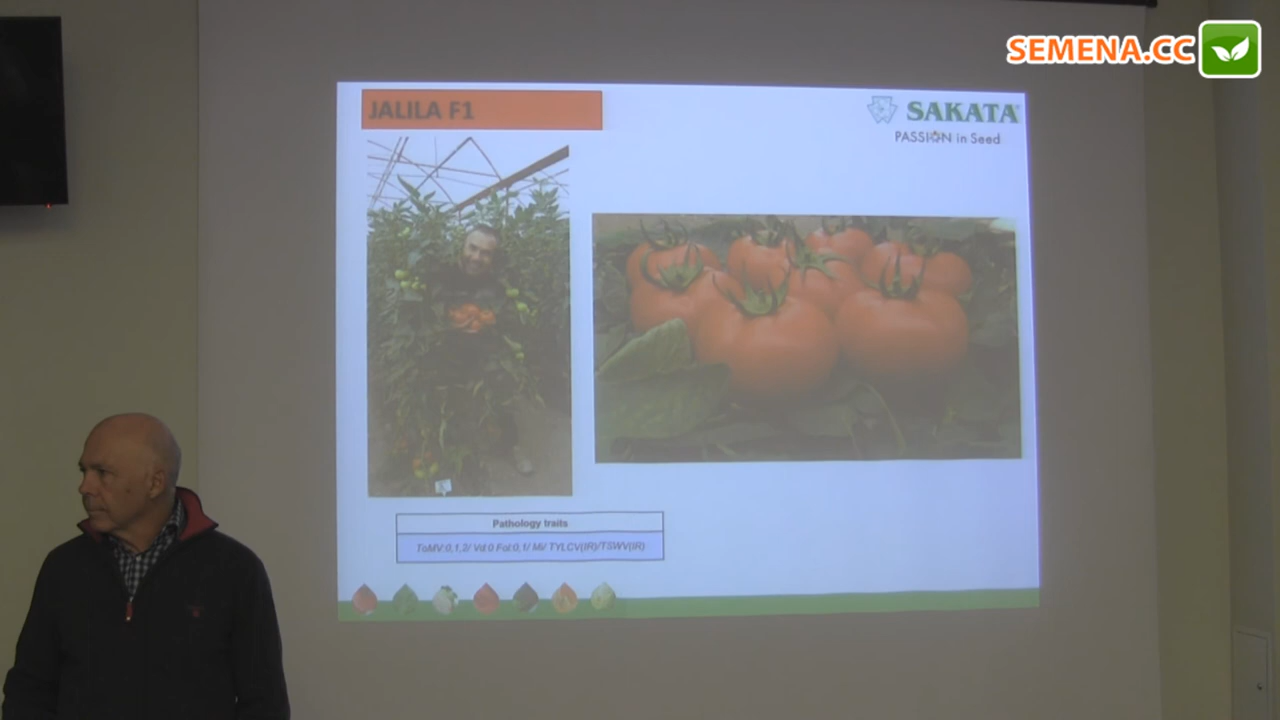 SEMENA.CC
JALILA F1
SAKATA
PASSION in Seed
Pathology traits
ToMV:0,1,2/ Vd:0 Fol:0,1/ Mi/ TYLCV(IR)/TSWV(IR)